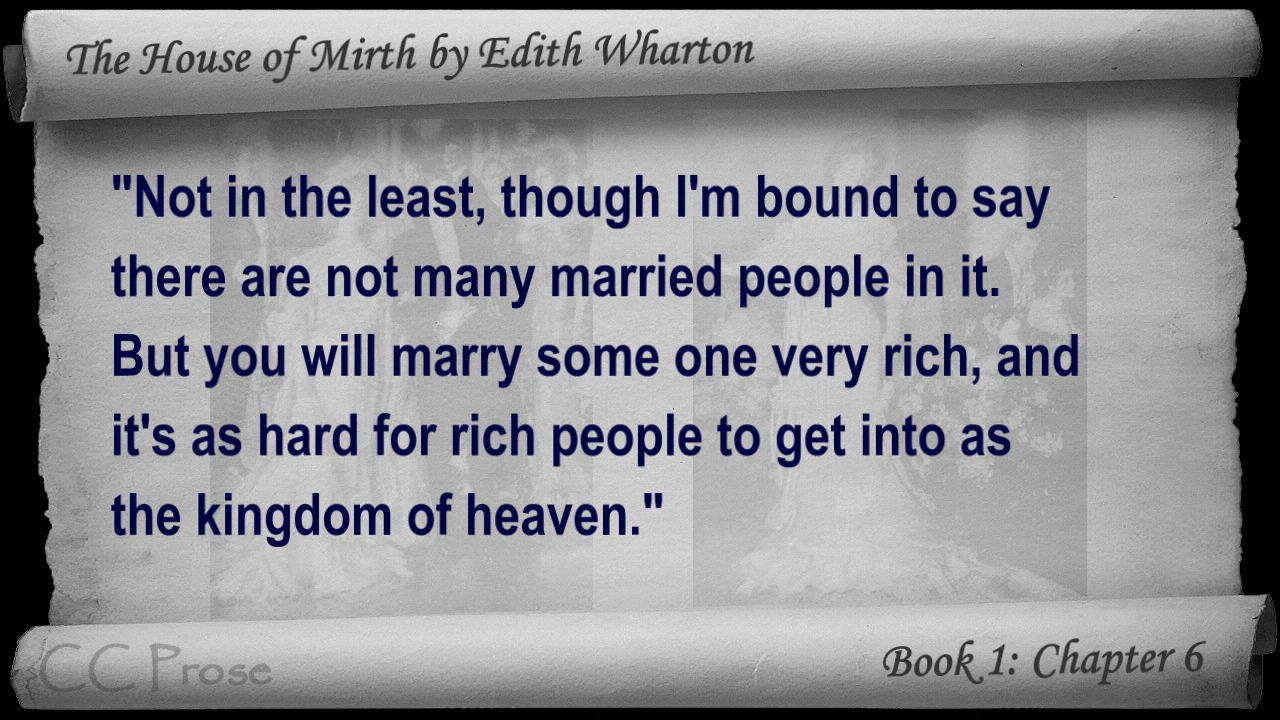 The House of Mirth by Edith Wharton
"Not in the least, though I'm bound to say
there are not many married people in it.
But you will marry some one very rich, and
it's as hard for rich people to get into as
the kingdom of heaven."
CC Prose
Book 1: Chapter 6